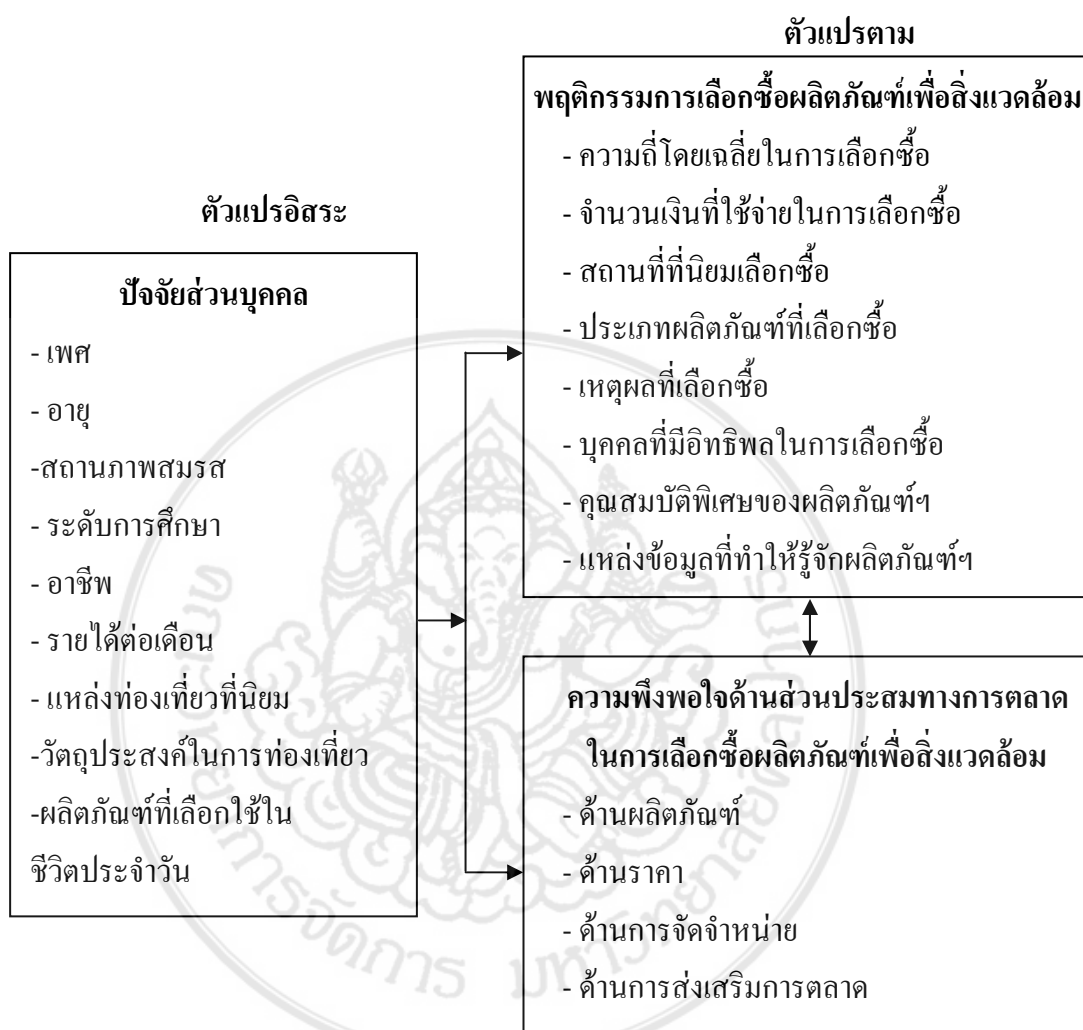 ตัวแปรอิสระ
ปัจจัยส่วนบุคคล
- เพศ
- อายุ
-สถานภาพสมรส
- ระดับการศึกษา
- อาชีพ
- รายได้ต่อเดือน
- แหล่งท่องเที่ยวที่นิยม
-วัตถุประสงค์ในการท่องเที่ยว
-ผลิตภัณฑ์ที่เลือกใช้ใน
ชีวิตประจำวัน
ตัวแปรตาม
พฤติกรรมการเลือกซื้อผลิตภัณฑ์เพื่อสิ่งแวดล้อม
- ความถี่โดยเฉลี่ยในการเลือกซื้อ
- จำนวนเงินที่ใช้จ่ายในการเลือกซื้อ
- สถานที่ที่นิยมเลือกซื้อ
- ประเภทผลิตภัณฑ์ที่เลือกซื้อ
- เหตุผลที่เลือกซื้อ
- บุคคลที่มีอิทธิพลในการเลือกซื้อ
- คุณสมบัติพิเศษของผลิตภัณฑ์ฯ
- แหล่งข้อมูลที่ทำให้รู้จักผลิตภัณฑ์ฯ
ความพึงพอใจด้านส่วนประสมทางการตลาด
ในการเลือกซื้อผลิตภัณฑ์เพื่อสิ่งแวดล้อม
- ด้านผลิตภัณฑ์
- ด้านราคา
- ด้านการจัดจำหน่าย
- ด้านการส่งเสริมการตลาด